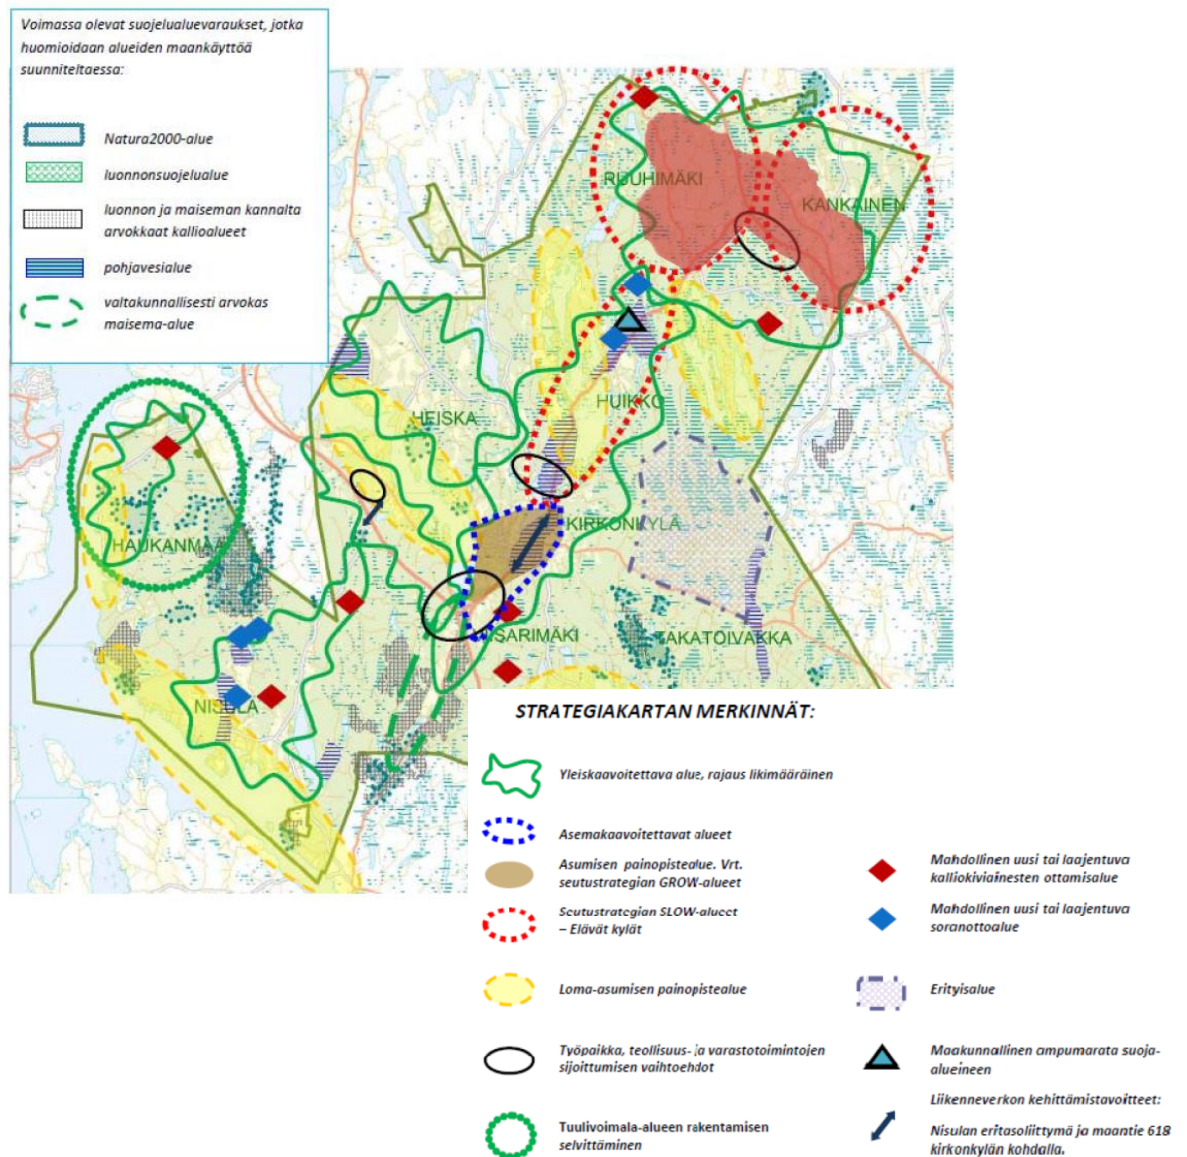 Voimassa olevat suojelualuevaraukset, jotka
huomioidaan alueiden maankäyttöä
suunniteltaessa:
Natura2000-alue
luonnonsuojelualue
luonnon ja maiseman kannalta
arvokkaat kallioalueet
pohjavesialue
valtakunnallisesti arvokas
maisema-alue
RUUHIMÄKI
KANKAINEN
HEISKA
HUIKKO
KIRKONKYLÄ
HAUKANMAA
SARIMÄKI
TAKATOIVAKKA
NISULA
STRATEGIAKARTAN MERKINNÄT:
Yleiskaavoitettava alue, rajaus likimääräinen
Asemakaavoitettavat alueet
Asumisen painopistealue. Vrt.
seutustrategian GROW-alueet
Seutustrategian SLOW-alueet
– Elävät kylät
Loma-asumisen painopistealue
Työpaikka, teollisuus- ja varastotoimintojen
sijoittumisen vaihtoehdot
Tuulivoimala-alueen rakentamisen
selvittäminen
Mahdollinen uusi tai laajentuva
kalliokiviainesten ottamisalue
Mahdollinen uusi tai laajentuva
soranottoalue
Erityisalue
Maakunnallinen ampumarata suoja-
alueineen
Liikenneverkon kehittämistavoitteet:
Nisulan eritasoliittymä ja maantie 618
kirkonkylän kohdalla.